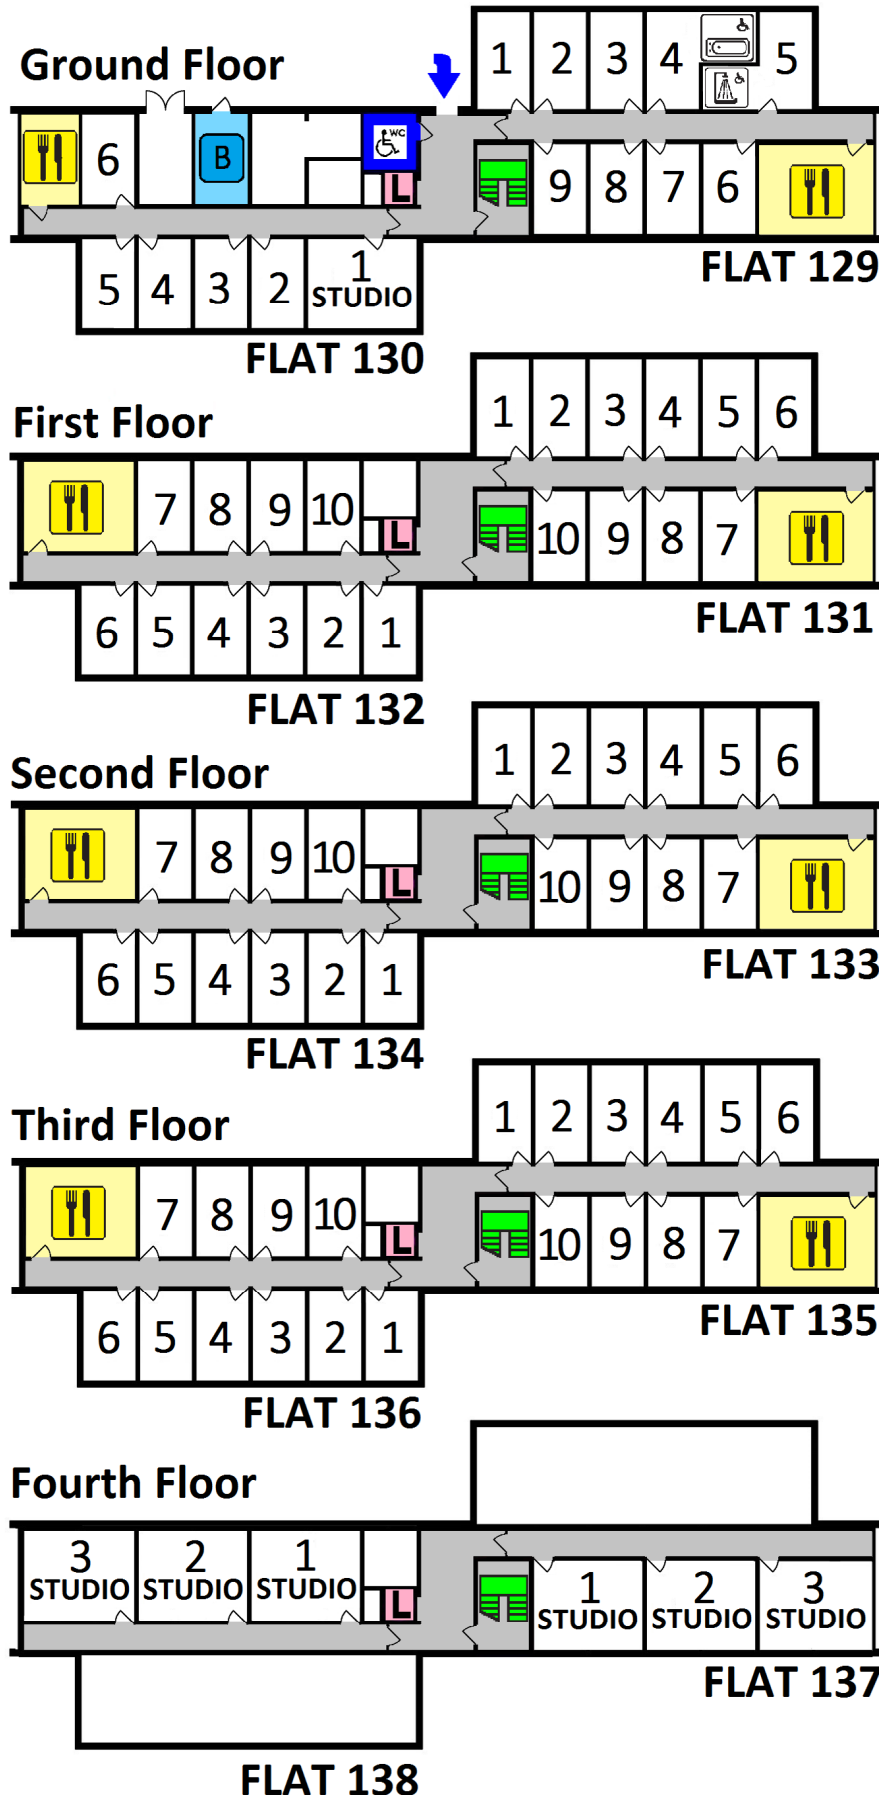 Ground Floor
1 2 3 4 5
6 B WC L
9 8 7 6
FLAT 129
5 4 3 2 1
STUDIO
FLAT 130
First Floor
1 2 3 4 5 6
7 8 9 10 L
10 9 8 7
FLAT 131
6 5 4 3 2 1
FLAT 132
Second Floor
1 2 3 4 5 6
7 8 9 10 L
10 9 8 7
FLAT 133
6 5 4 3 2 1
FLAT 134
Third Floor
1 2 3 4 5 6
7 8 9 10 L
10 9 8 7
FLAT 135
6 5 4 3 2 1
FLAT 136
Fourth Floor
3 2 1
STUDIO STUDIO STUDIO L
1 2 3
STUDIO STUDIO STUDIO
FLAT 137
FLAT 138